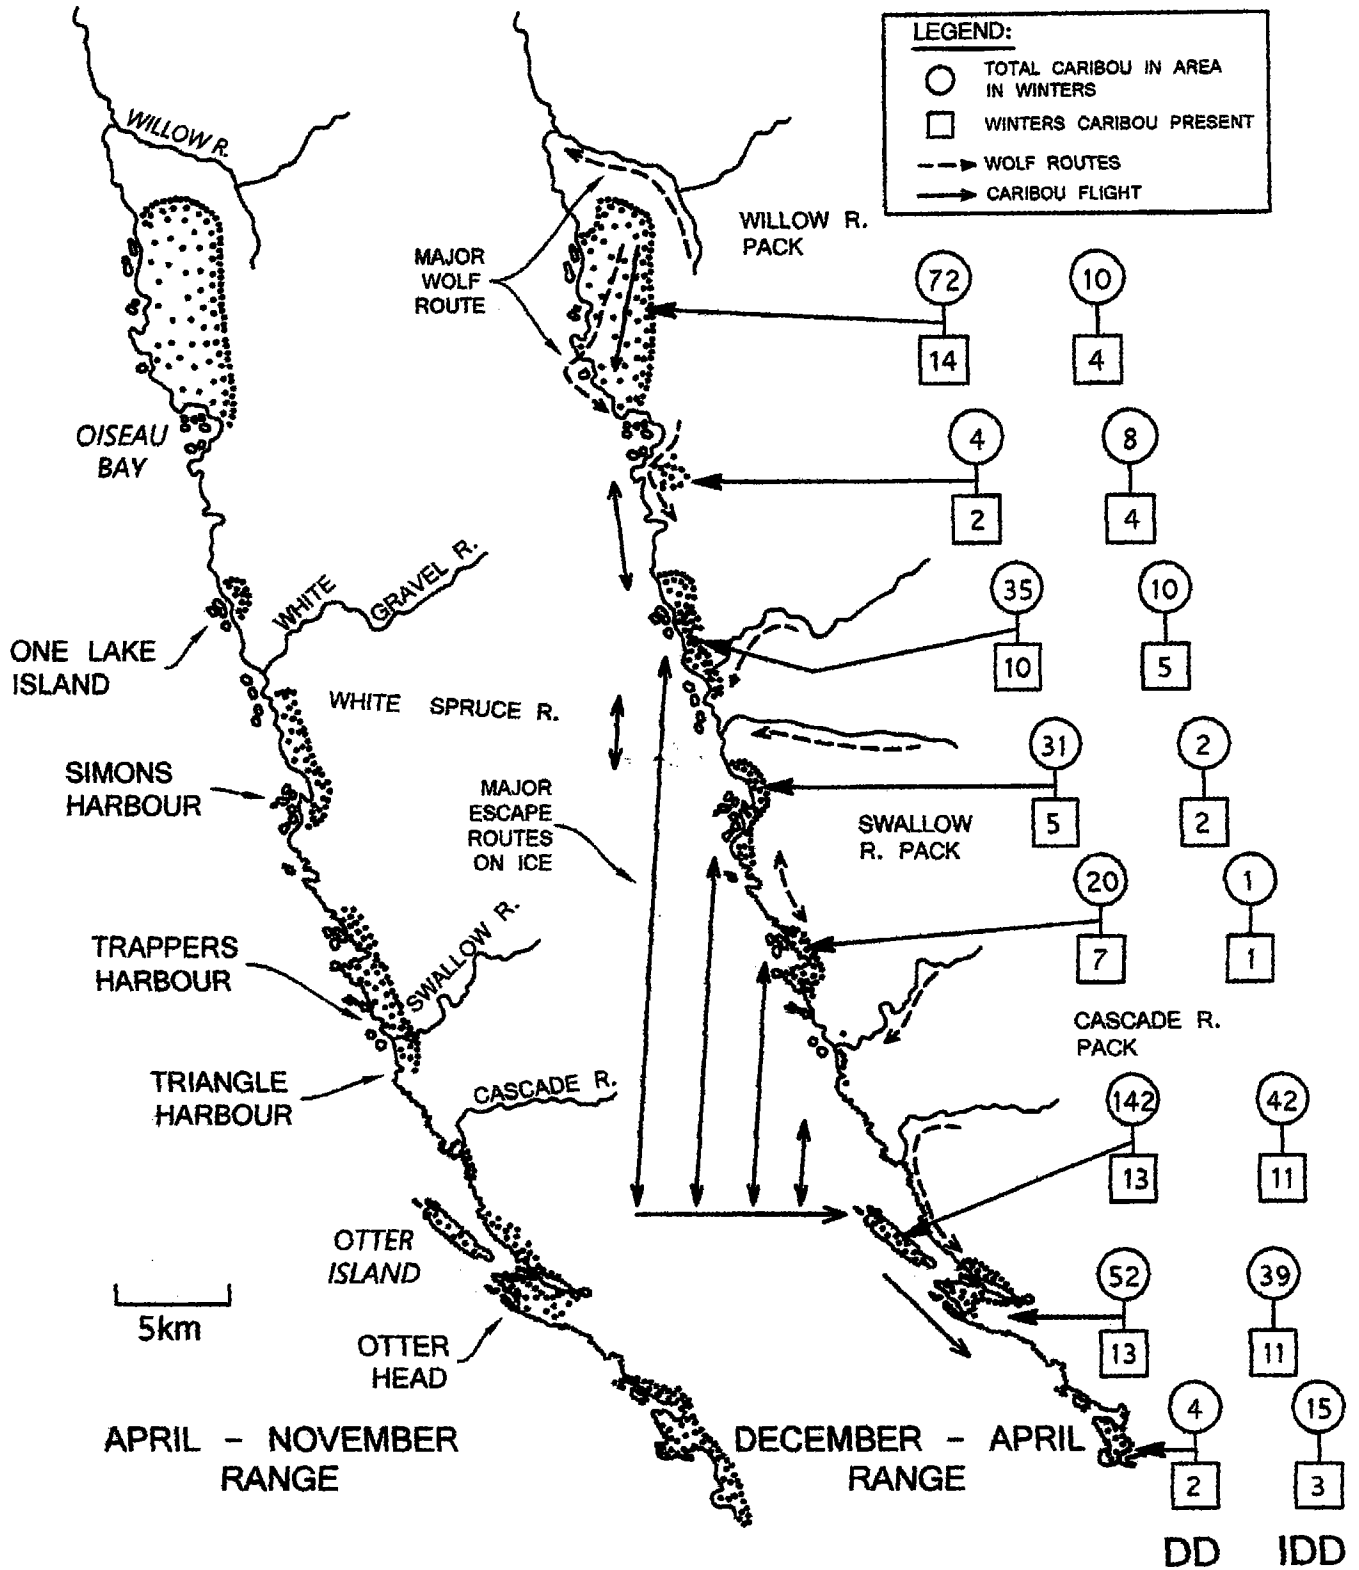 LEGEND:
TOTAL CARIBOU IN AREA
IN WINTERS
WINTERS CARIBOU PRESENT
WOLF ROUTES
CARIBOU FLIGHT
WILLOW R.
OISEAU
BAY
WHITE GRAVEL R.
ONE LAKE
ISLAND
WHITE SPRUCE R.
SIMONS
HARBOUR
TRAPPERS
HARBOUR
SWALLOW R.
TRIANGLE
HARBOUR
CASCADE R.
OTTER
ISLAND
5km
OTTER
HEAD
APRIL – NOVEMBER
RANGE
MAJOR
WOLF
ROUTE
WILLOW R.
PACK
MAJOR
ESCAPE
ROUTES
ON ICE
SWALLOW
R. PACK
CASCADE R.
PACK
DECEMBER – APRIL
RANGE
72 10
14 4
4 8
2 4
35 10
10 5
31 2
5 2
20 1
7 1
142 42
13 11
52 39
13 11
4 15
2 3
DD IDD